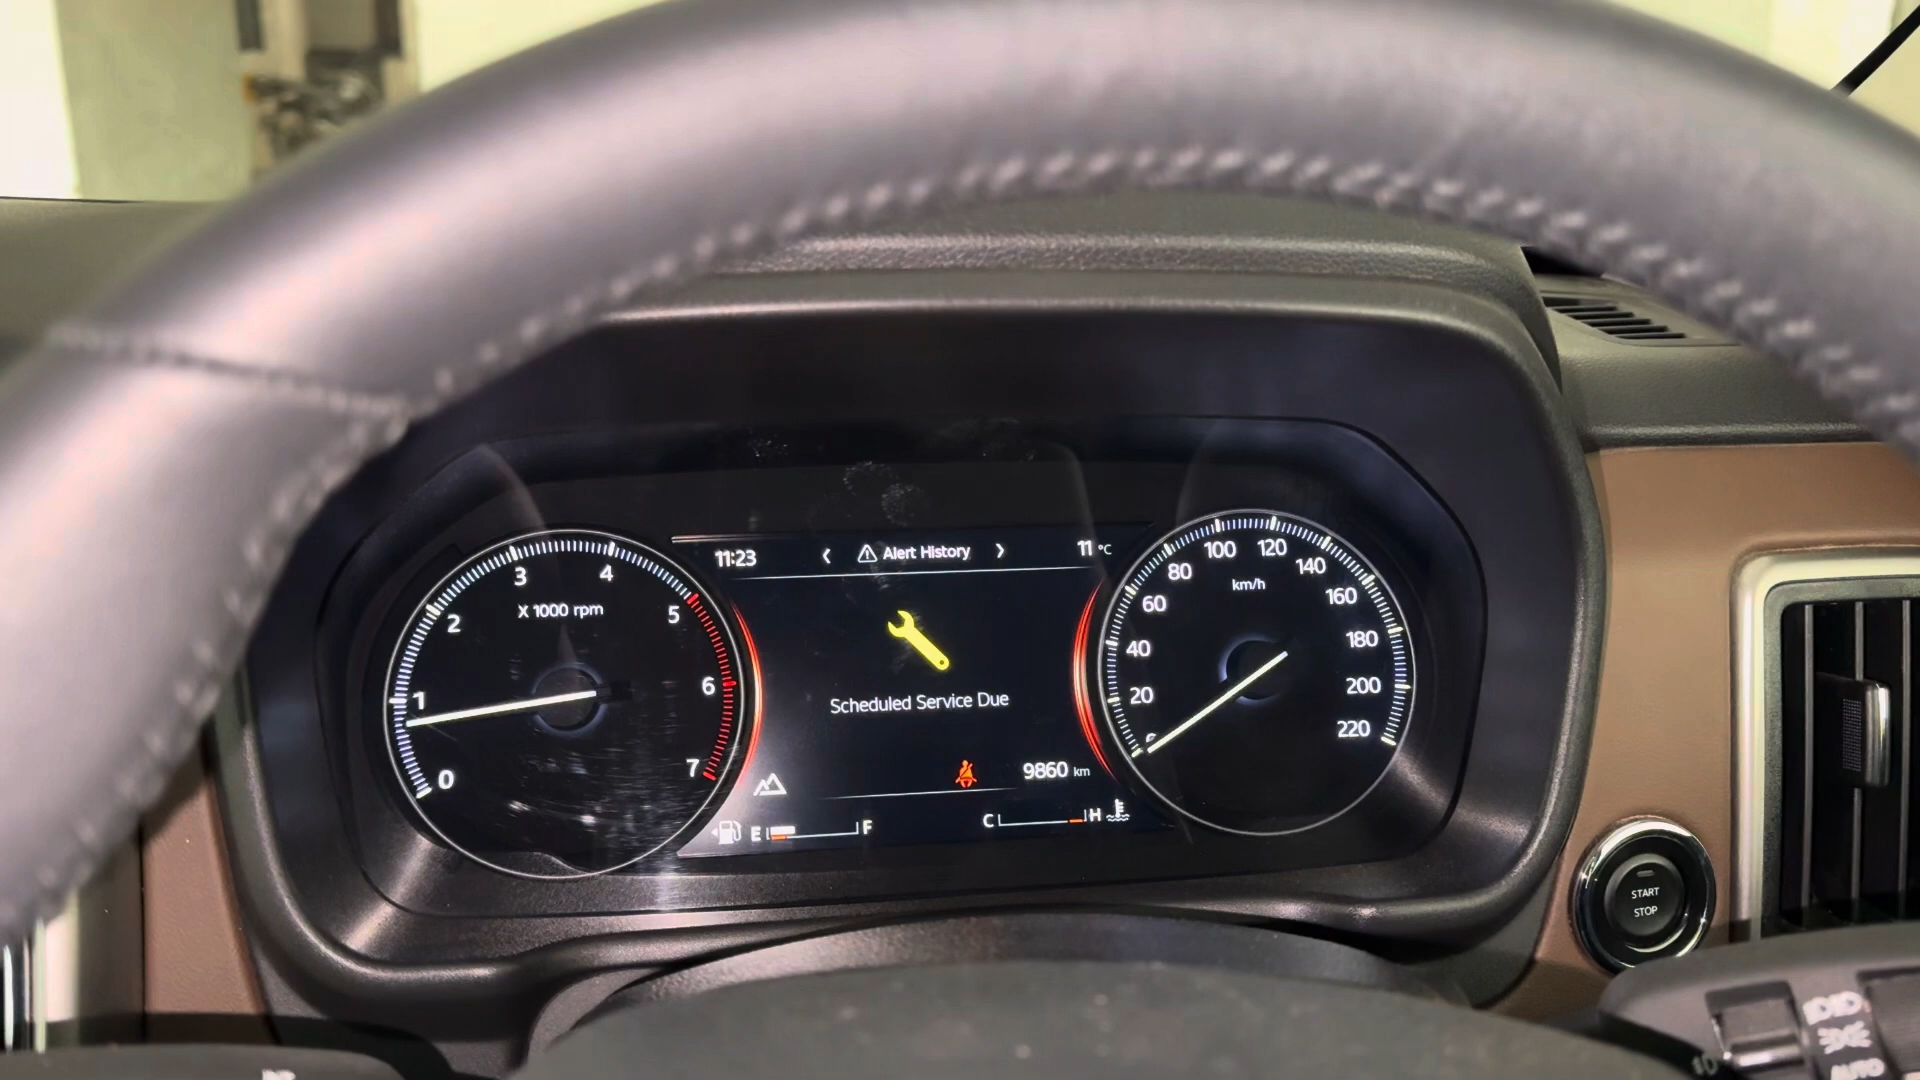 11:23
Alert History
11 °C
X 1000 rpm
0
1
2
3
4
5
6
7
Scheduled Service Due
9860 km
E
F
C
H
km/h
20
40
60
80
100
120
140
160
180
200
220
START
STOP
AUTO